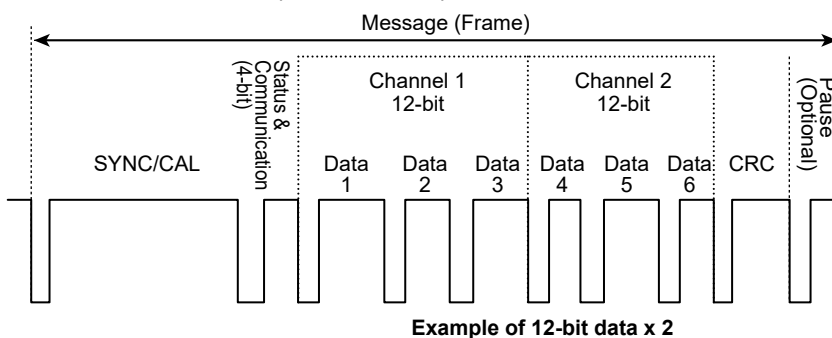 Message (Frame)
Status &
Communication
(4-bit)
Channel 1
12-bit
Channel 2
12-bit
Pause
(Optional)
SYNC/CAL
Data
1
Data
2
Data
3
Data
4
Data
5
Data
6
CRC
Example of 12-bit data x 2